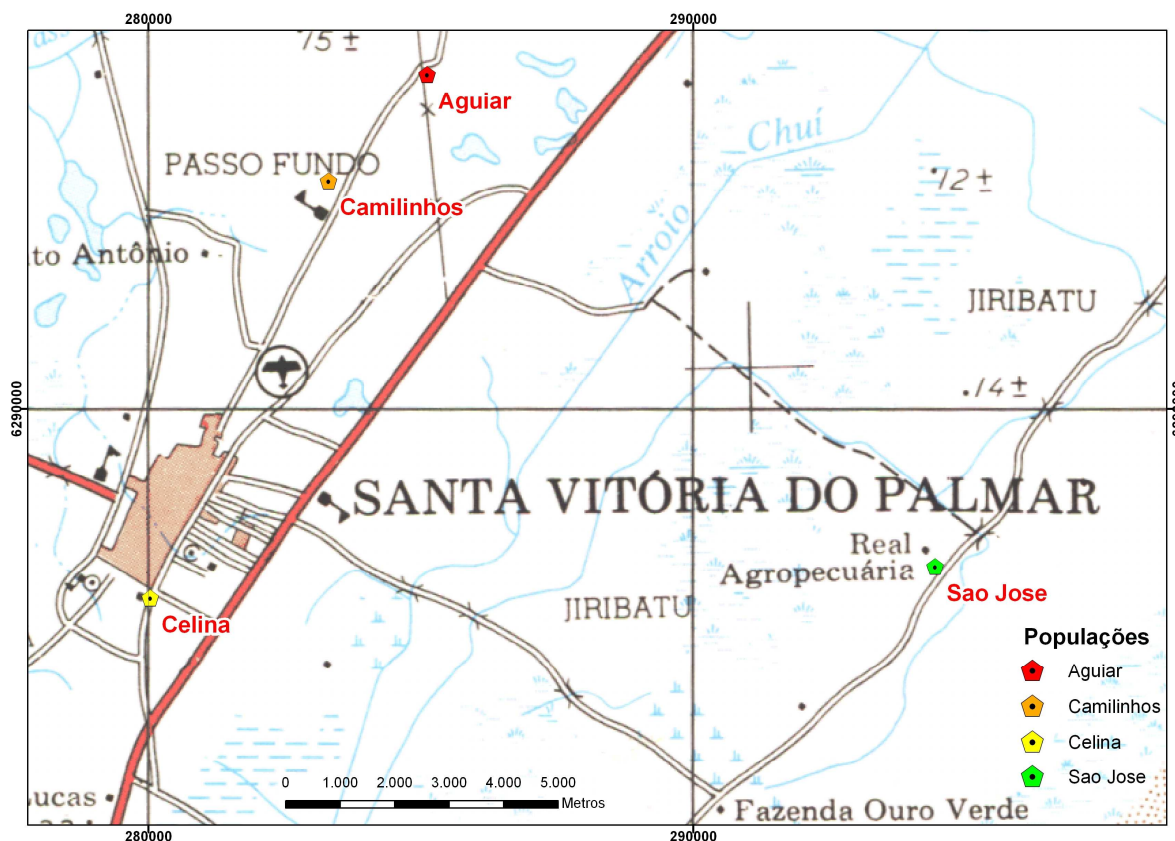 280000
290000
15 ±
Aguiar
Chuí
PASSO FUNDO
12 ±
Camilinhos
Arroio
to Antônio
JIRIBATU
14 ±
6290000
SANTA VITÓRIA DO PALMAR
Real
Agropecuária
Sao Jose
JIRIBATU
Celina
Populações
Aguiar
Camilinhos
Celina
Sao Jose
0 1.000 2.000 3.000 4.000 5.000
Metros
Lucas
Fazenda Ouro Verde
280000
290000